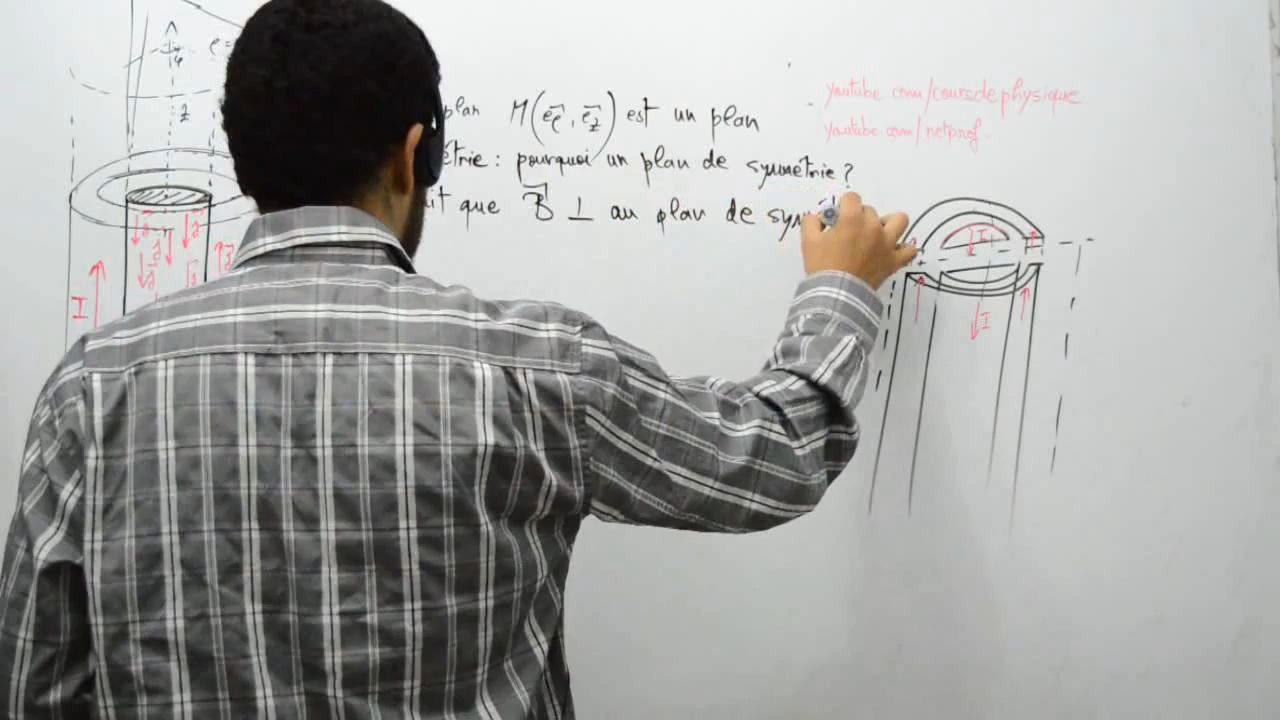 plan M(e⃗ρ, e⃗z) est un plan
étrie : pourquoi un plan de symétrie ?
it que B⃗ ⊥ au plan de sym
youtube com/coursdephysique
youtube.com/netprof.
ρ =
φ
z
j⃗ j⃗
j⃗ j⃗
j⃗ j⃗
I
I
I